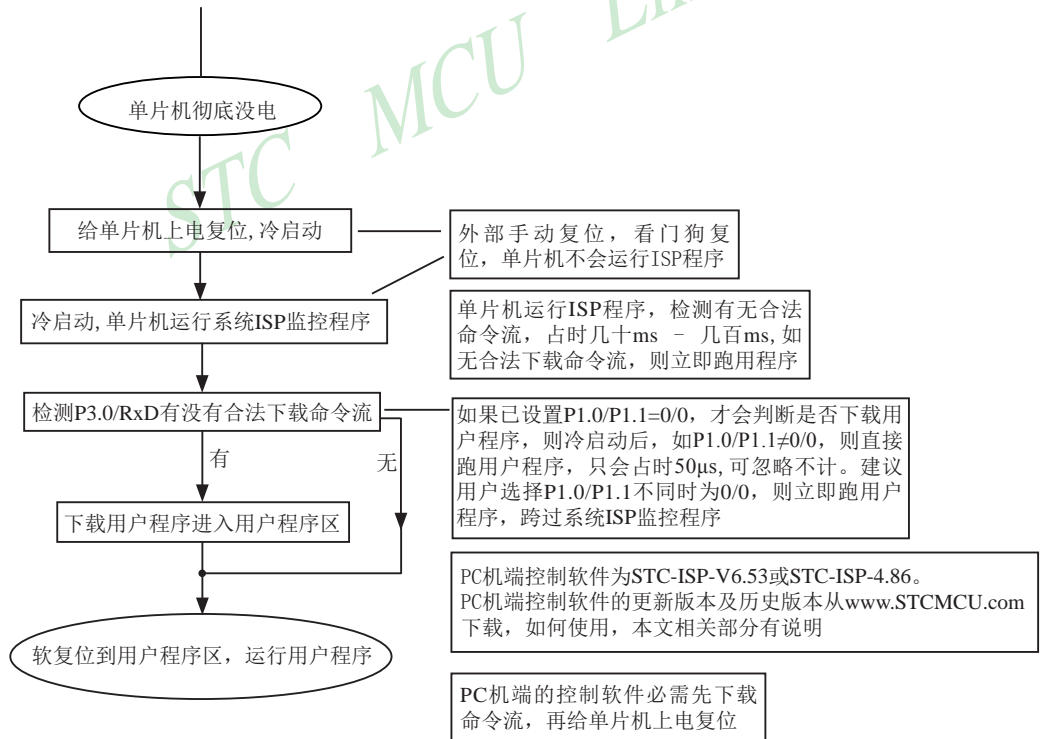 STC MCU
单片机彻底没电
给单片机上电复位,冷启动
外部手动复位，看门狗复
位，单片机不会运行ISP程序
冷启动,单片机运行系统ISP监控程序
单片机运行ISP程序，检测有无合法
命令流，占时几十ms - 几百ms,如
无合法下载命令流，则立即跑用程序
检测P3.0/RxD有没有合法下载命令流
如果已设置P1.0/P1.1=0/0，才会判断是否下载用
户程序，则冷启动后，如P1.0/P1.1≠0/0，则直接
跑用户程序，只会占时50μs,可忽略不计。建议
用户选择P1.0/P1.1不同时为0/0，则立即跑用户
程序，跨过系统ISP监控程序
有
无
下载用户程序进入用户程序区
PC机端控制软件为STC-ISP-V6.53或STC-ISP-4.86。
PC机端控制软件的更新版本及历史版本从www.STCMCU.com
下载，如何使用，本文相关部分有说明
软复位到用户程序区，运行用户程序
PC机端的控制软件必需先下载
命令流，再给单片机上电复位